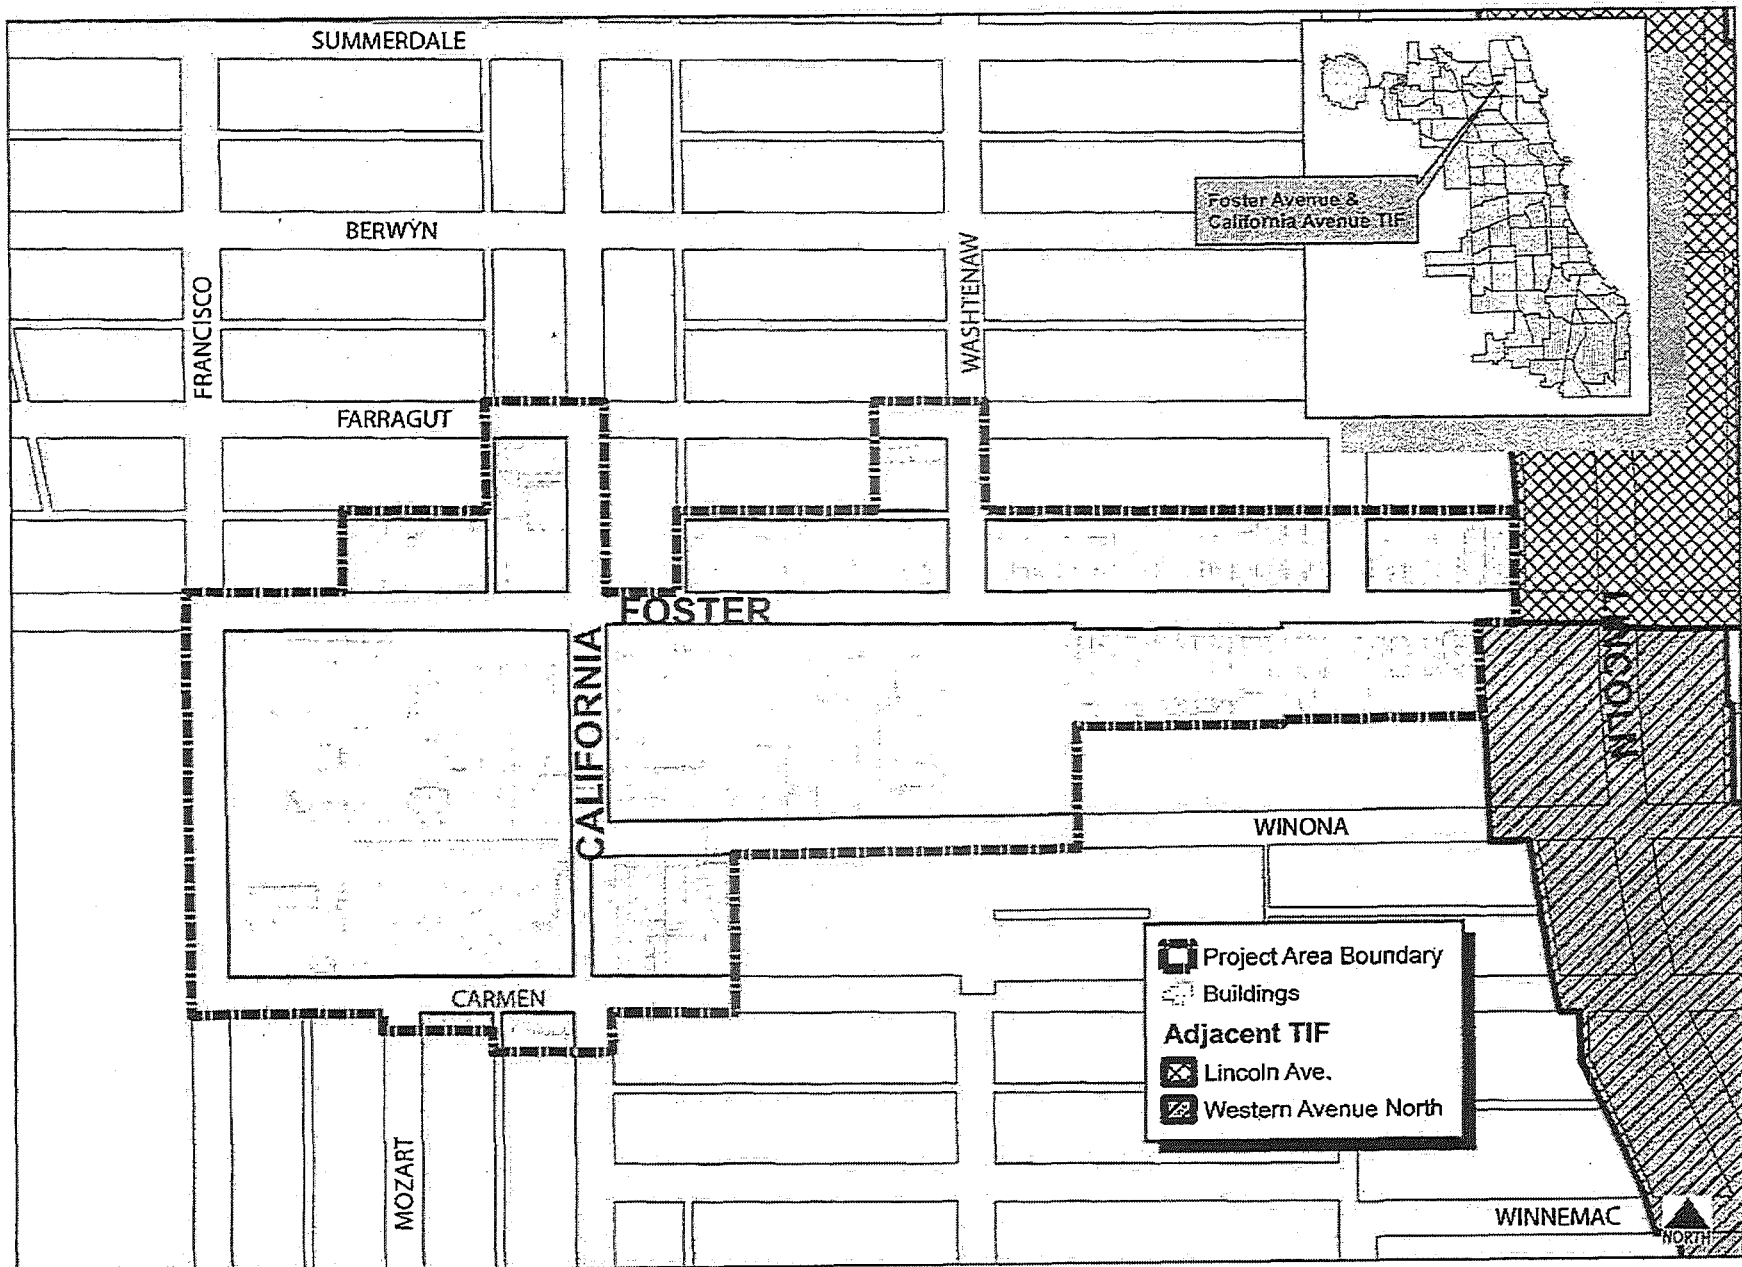 SUMMERDALE
Foster Avenue &
California Avenue TIF
BERWYN
FRANCISCO
WASHTENAW
FARRAGUT
FOSTER
LINCOLN
CALIFORNIA
WINONA
Project Area Boundary
Buildings
Adjacent TIF
Lincoln Ave.
Western Avenue North
CARMEN
MOZART
WINNEMAC
NORTH